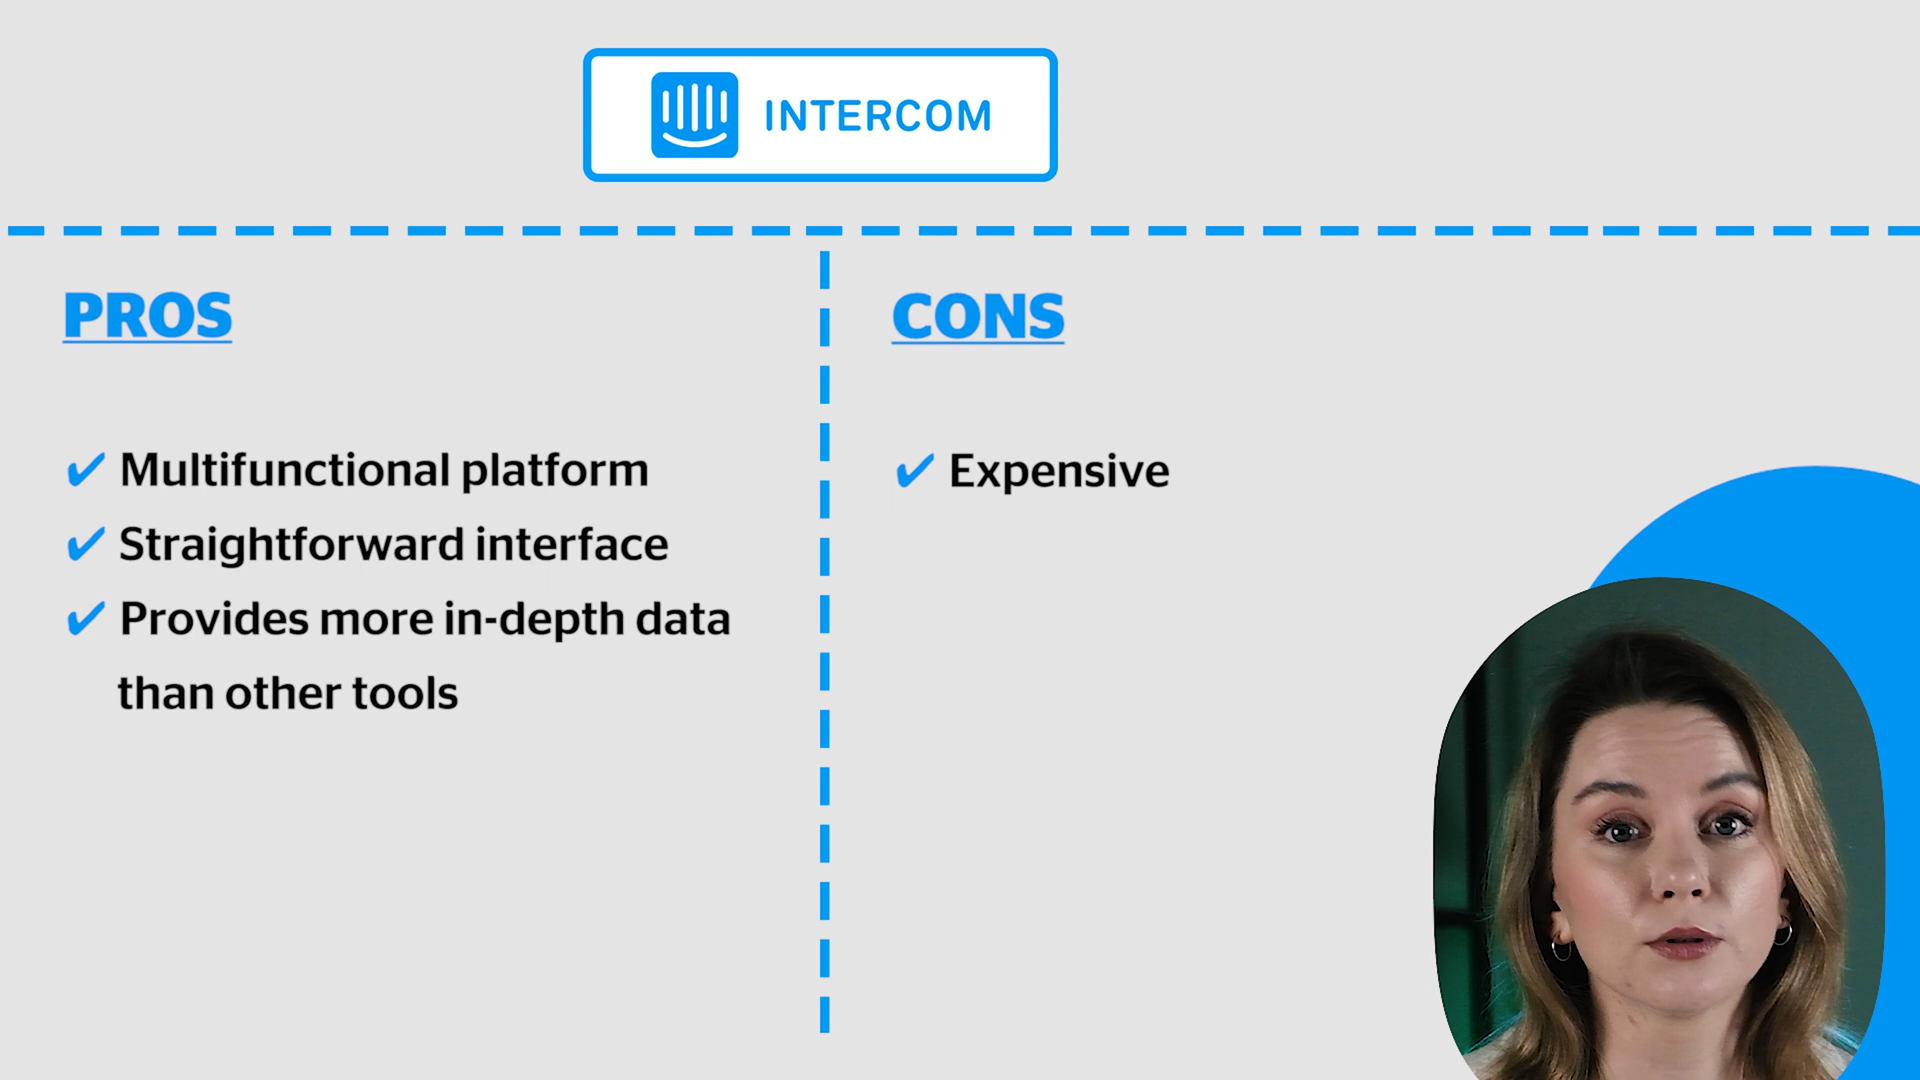 INTERCOM
PROS
CONS
✔ Multifunctional platform
✔ Straightforward interface
✔ Provides more in-depth data
than other tools
✔ Expensive